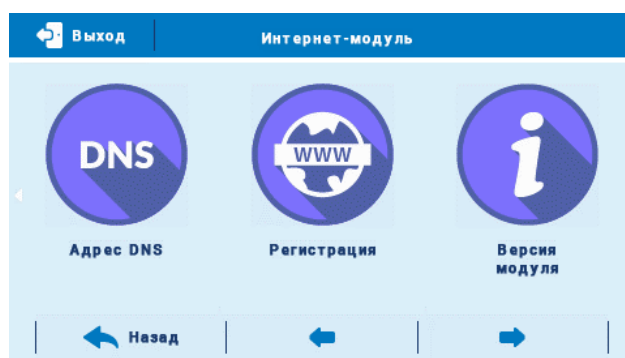 Выход
Интернет-модуль
DNS
WWW
i
Адрес DNS
Регистрация
Версия
модуля
Назад